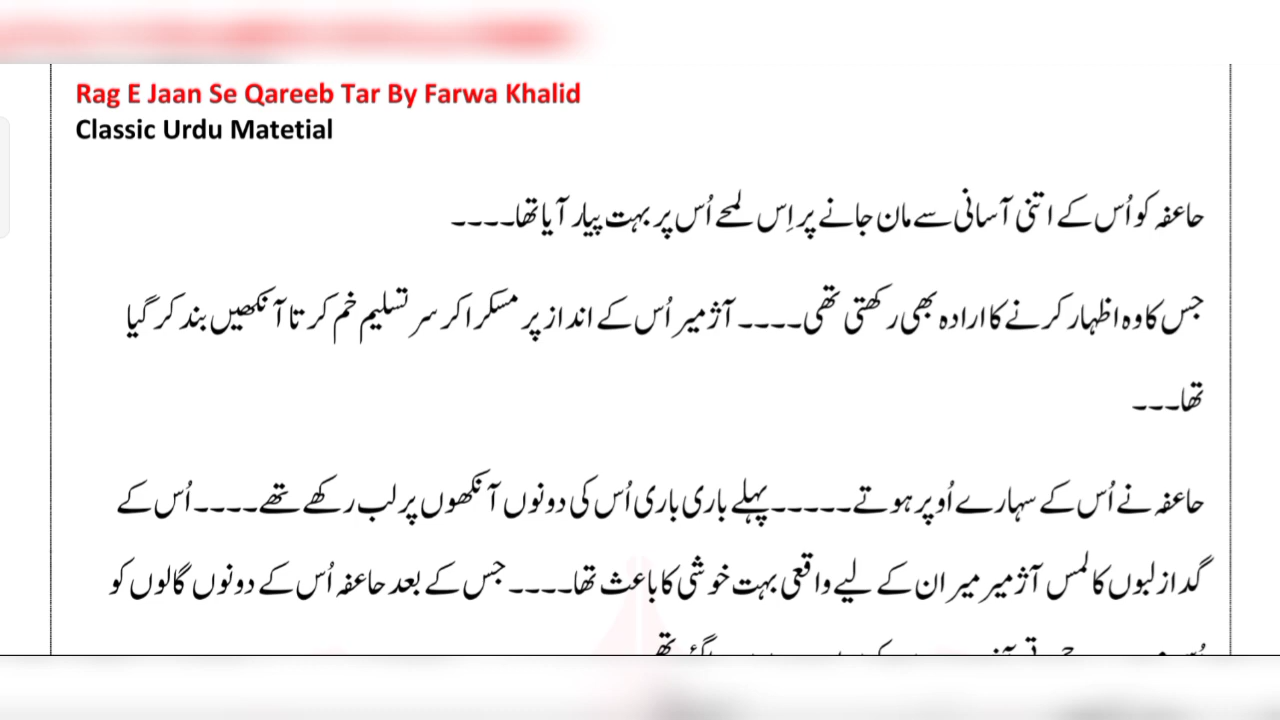 Rag E Jaan Se Qareeb Tar By Farwa Khalid
Classic Urdu Matetial
حاعفہ کو اُس کے اتنی آسانی سے مان جانے پر اِس لمحے اُس پر بہت پیار آیا تھا۔۔۔۔
جس کا وہ اظہار کرنے کا ارادہ بھی رکھتی تھی۔۔۔۔ آژمیر اُس کے انداز پر مسکرا کر سر تسلیم خم کرتا آنکھیں بند کر گیا
تھا۔۔۔
حاعفہ نے اُس کے سہارے اُوپر ہوتے۔۔۔۔۔پہلے باری باری اُس کی دونوں آنکھوں پر لب رکھے تھے۔۔۔۔اُس کے
گداز لبوں کا لمس آژمیر میران کے لیے واقعی بہت خوشی کا باعث تھا۔۔۔۔ جس کے بعد حاعفہ اُس کے دونوں گالوں کو